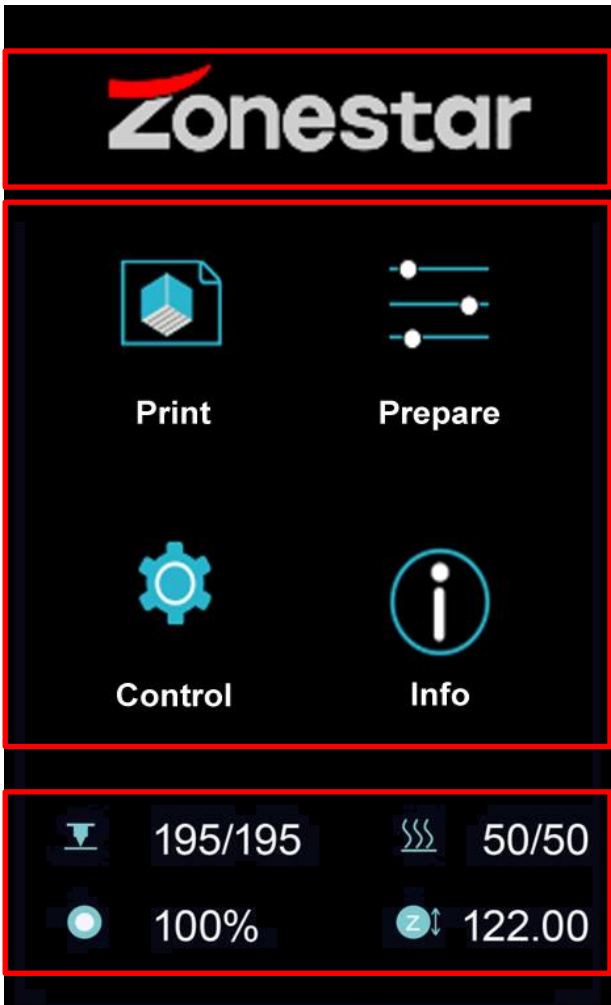 Zonestar
Print Prepare
Control Info
195/195 50/50
100% Z 122.00